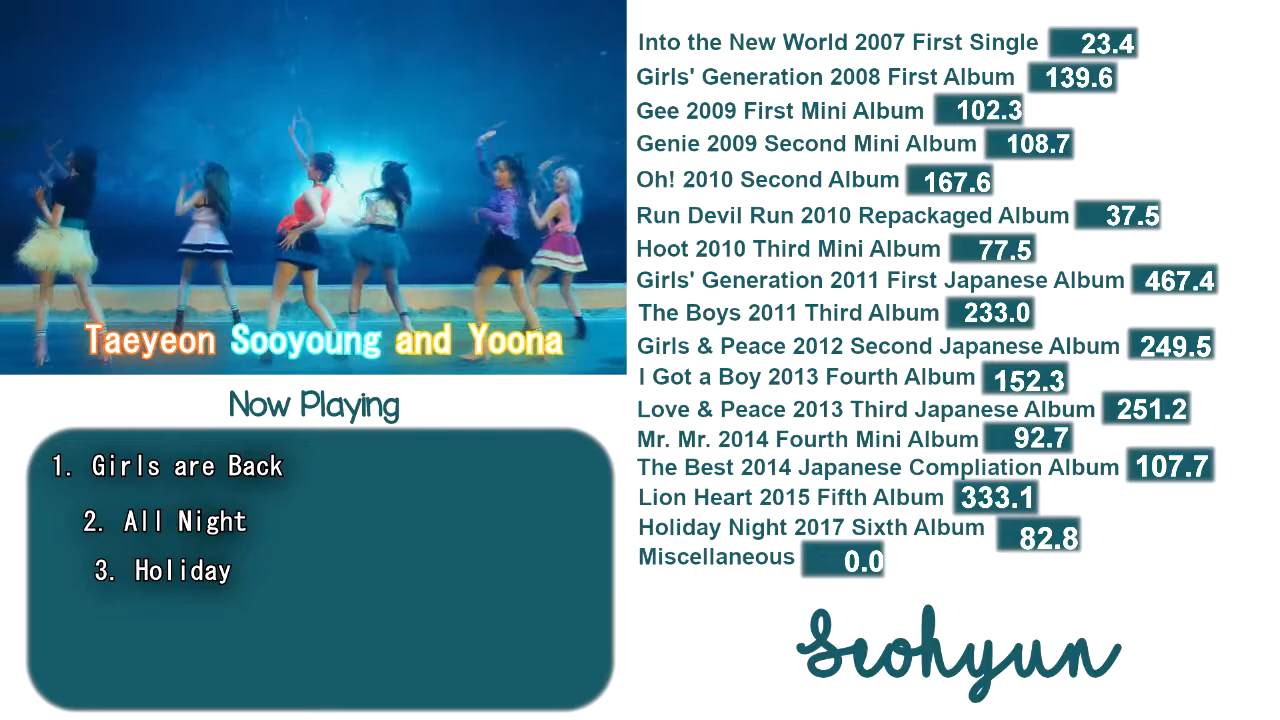 Taeyeon Sooyoung and Yoona
Now Playing
1. Girls are Back
2. All Night
3. Holiday
Into the New World 2007 First Single 23.4
Girls' Generation 2008 First Album 139.6
Gee 2009 First Mini Album 102.3
Genie 2009 Second Mini Album 108.7
Oh! 2010 Second Album 167.6
Run Devil Run 2010 Repackaged Album 37.5
Hoot 2010 Third Mini Album 77.5
Girls' Generation 2011 First Japanese Album 467.4
The Boys 2011 Third Album 233.0
Girls & Peace 2012 Second Japanese Album 249.5
I Got a Boy 2013 Fourth Album 152.3
Love & Peace 2013 Third Japanese Album 251.2
Mr. Mr. 2014 Fourth Mini Album 92.7
The Best 2014 Japanese Compliation Album 107.7
Lion Heart 2015 Fifth Album 333.1
Holiday Night 2017 Sixth Album 82.8
Miscellaneous 0.0
Seohyun